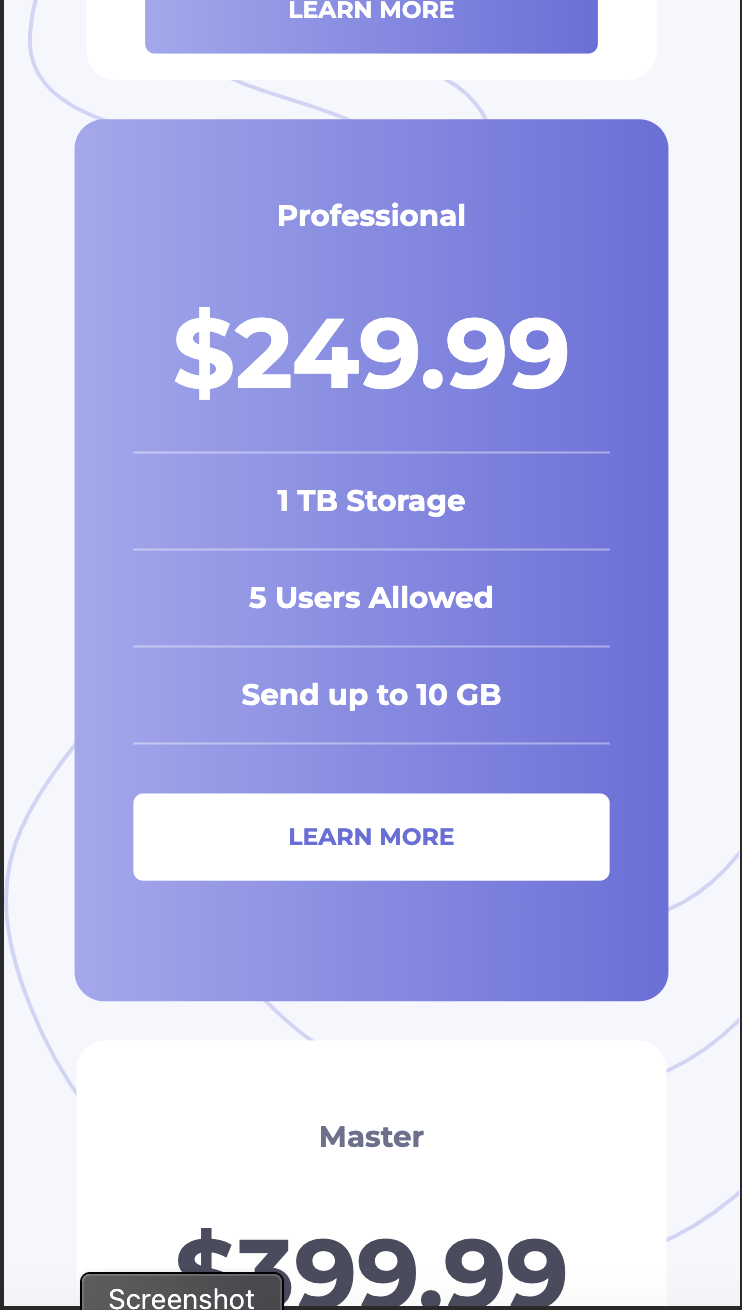 LEARN MORE
Professional
$249.99
1 TB Storage
5 Users Allowed
Send up to 10 GB
LEARN MORE
Master
$399.99
Screenshot